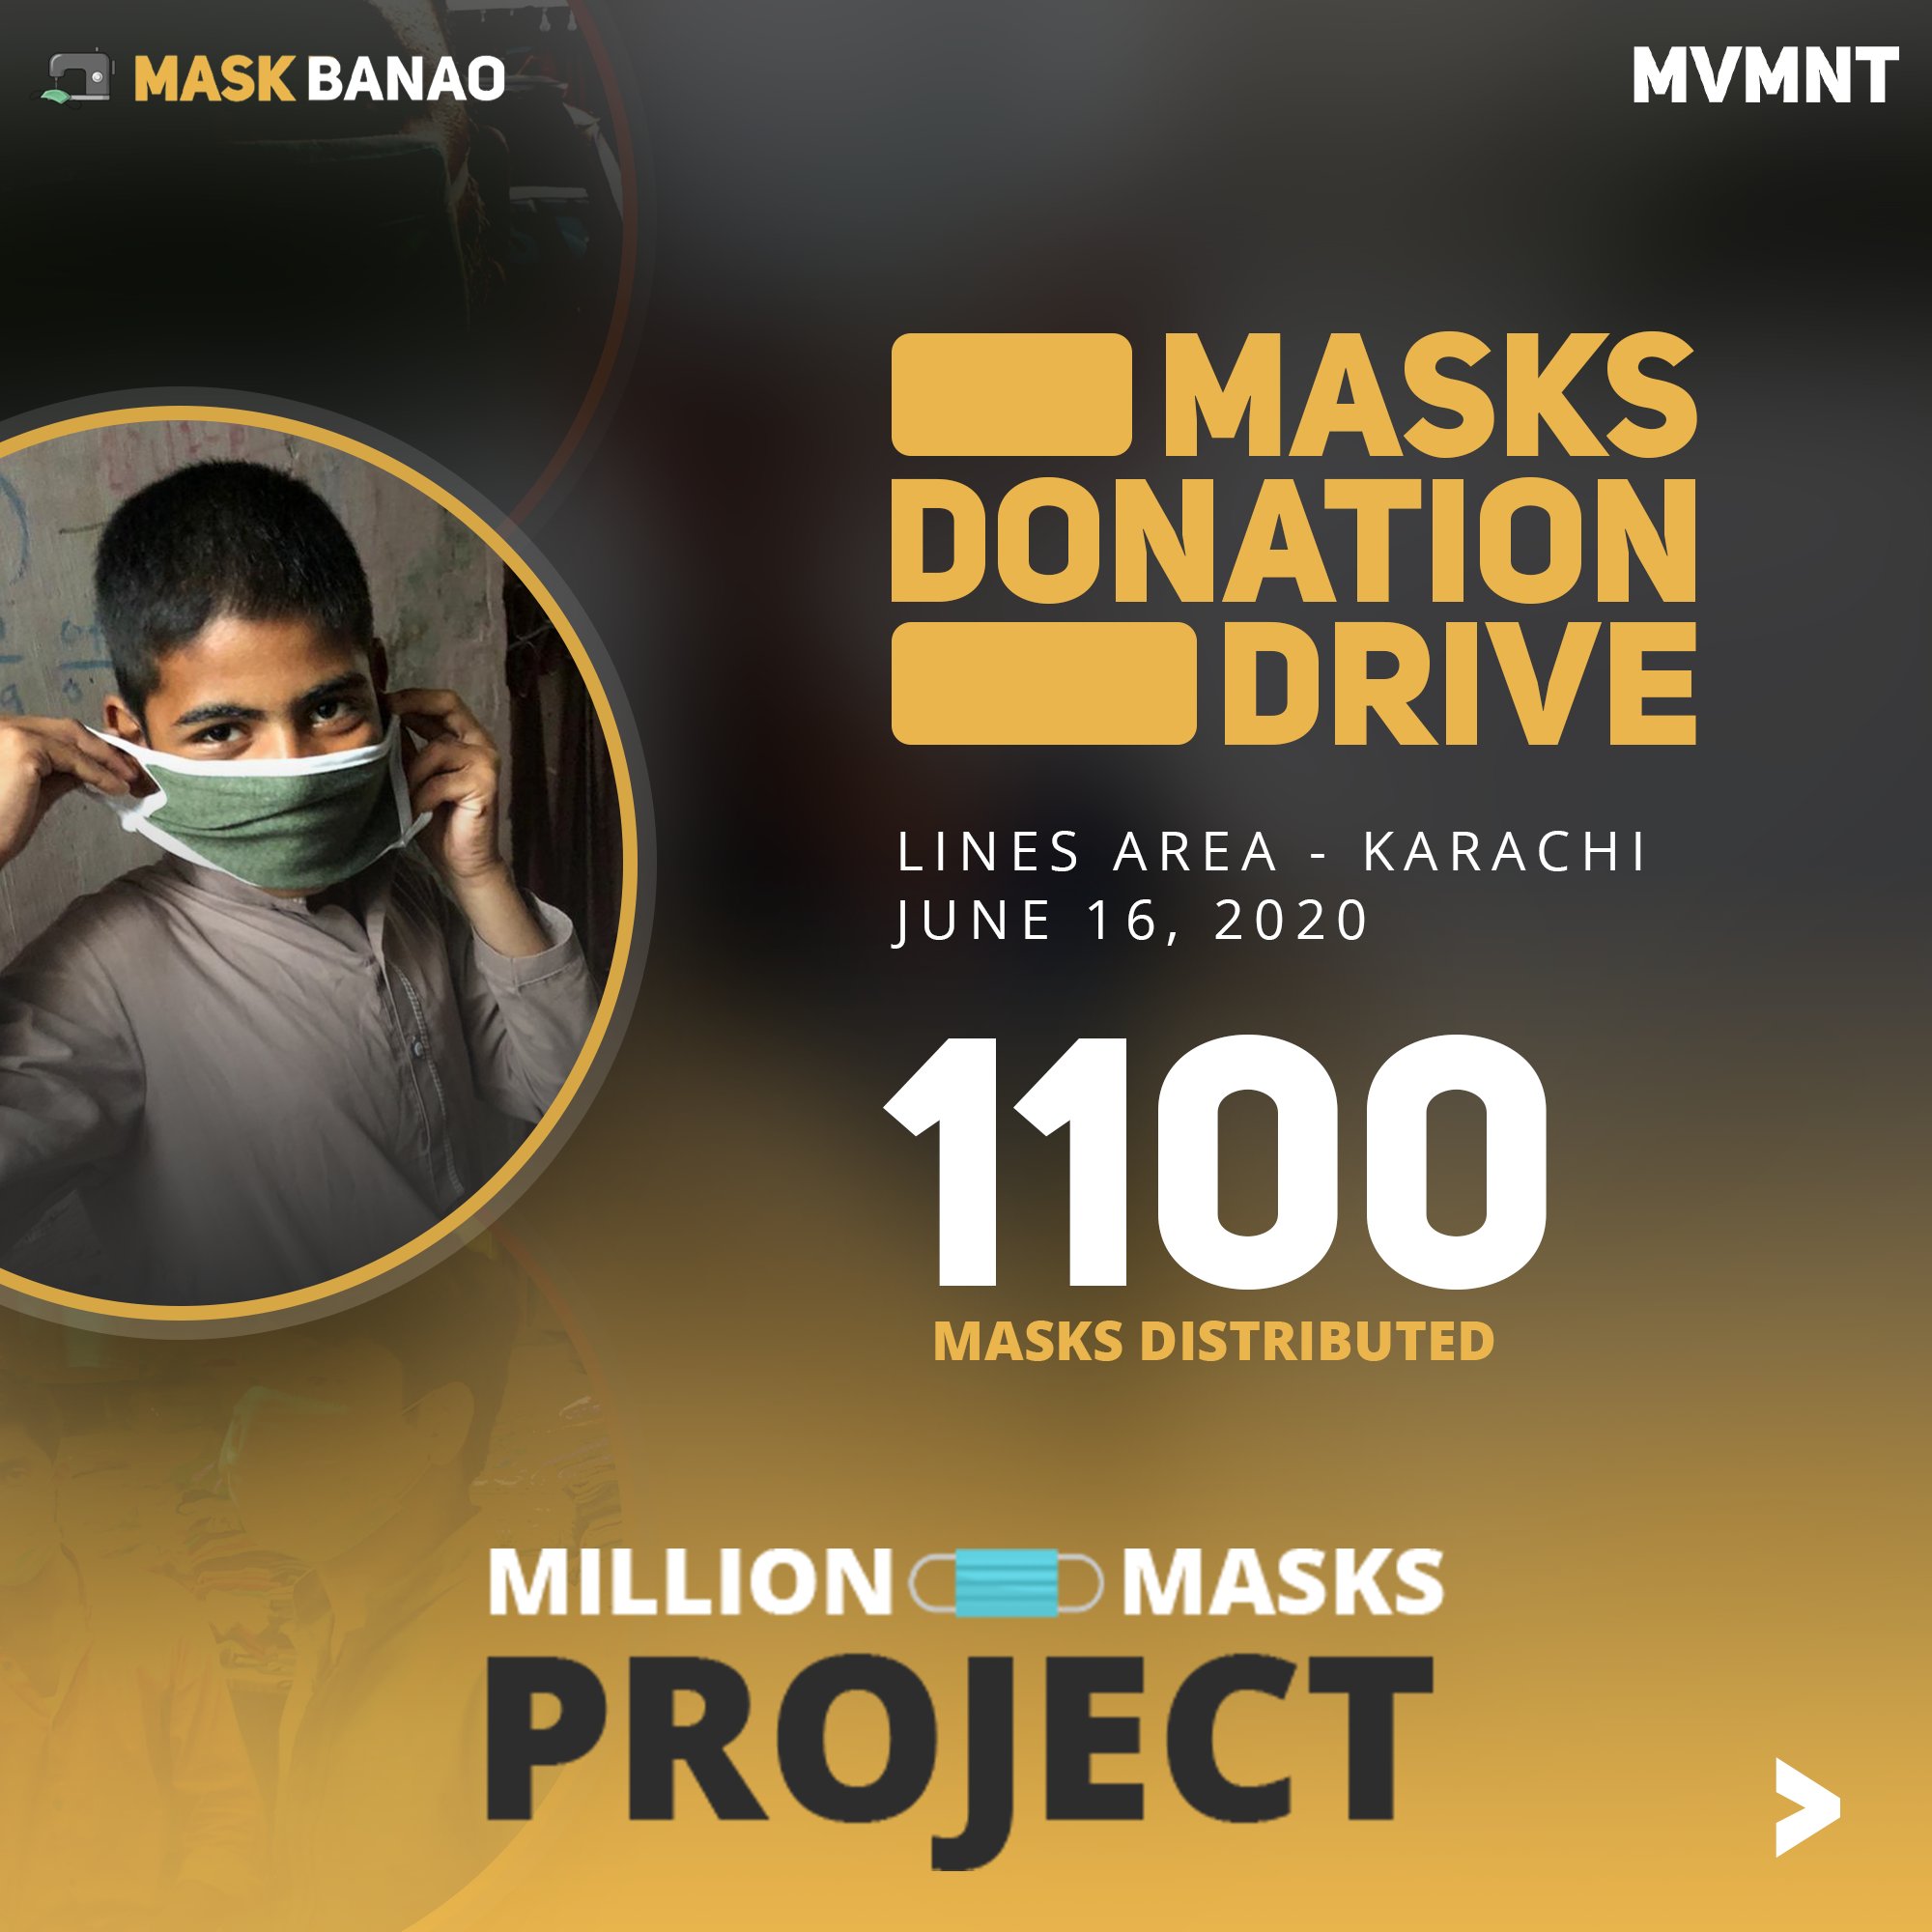 MASK BANAO
MVMNT
MASKS
DONATION
DRIVE
LINES AREA - KARACHI
JUNE 16, 2020
1100
MASKS DISTRIBUTED
MILLION MASKS
PROJECT
>